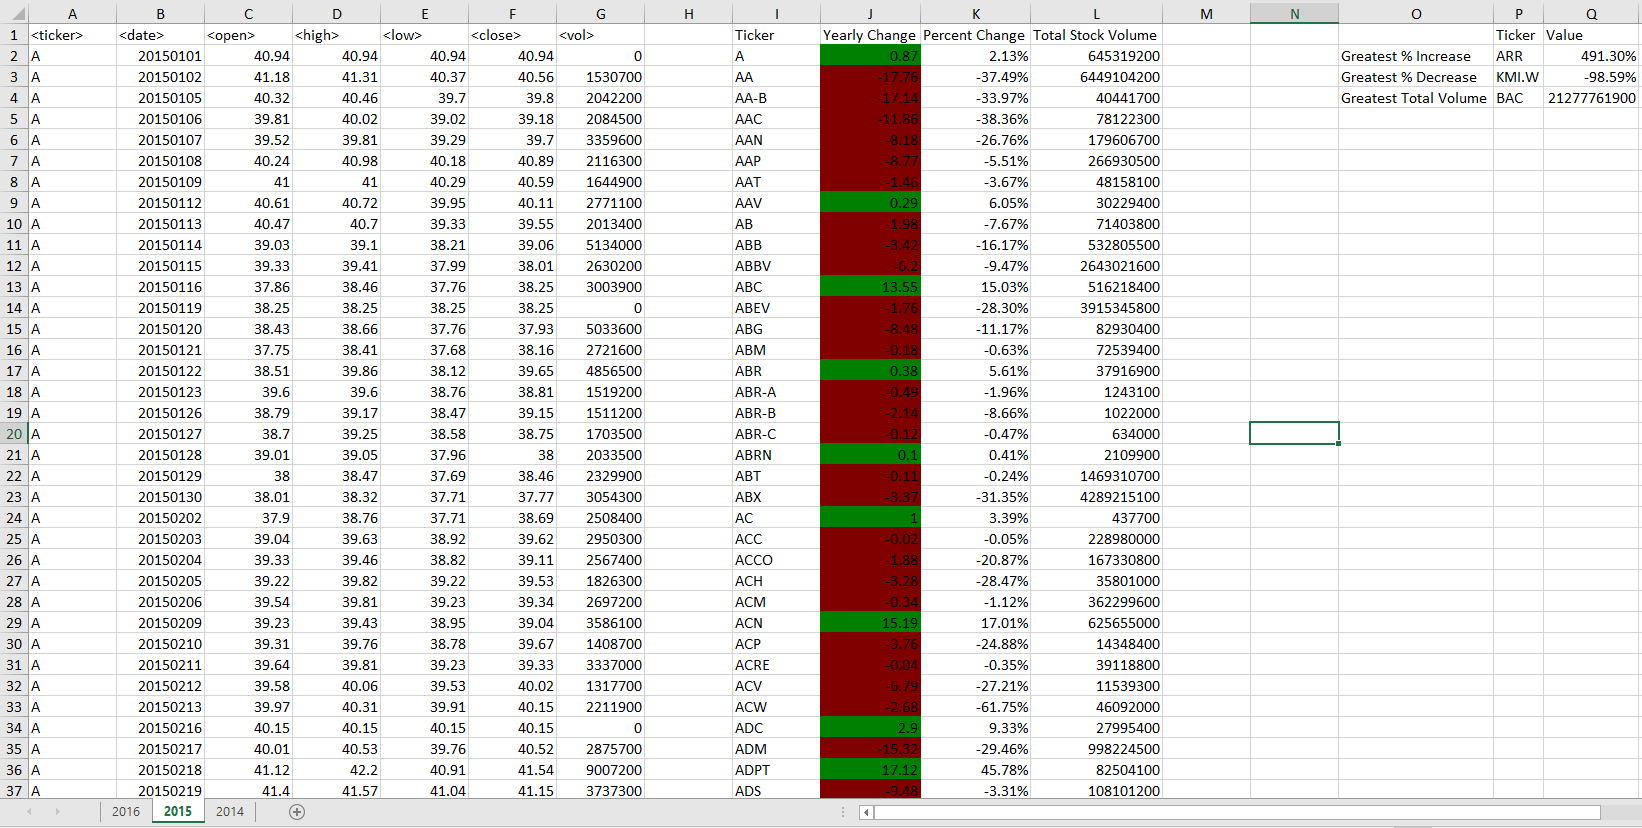 A B C D E F G H I J K L M N O P Q
1 <ticker> <date> <open> <high> <low> <close> <vol> Ticker Yearly Change Percent Change Total Stock Volume Ticker Value
2 A 20150101 40.94 40.94 40.94 40.94 0 A 0.87 2.13% 645319200 Greatest % Increase ARR 491.30%
3 A 20150102 41.18 41.31 40.37 40.56 1530700 AA -17.76 -37.49% 6449104200 Greatest % Decrease KMI.W -98.59%
4 A 20150105 40.32 40.46 39.7 39.8 2042200 AA-B -17.14 -33.97% 40441700 Greatest Total Volume BAC 21277761900
5 A 20150106 39.81 40.02 39.02 39.18 2084500 AAC -11.86 -38.36% 78122300
6 A 20150107 39.52 39.81 39.29 39.7 3359600 AAN -8.18 -26.76% 179606700
7 A 20150108 40.24 40.98 40.18 40.89 2116300 AAP -8.77 -5.51% 266930500
8 A 20150109 41 41 40.29 40.59 1644900 AAT -1.46 -3.67% 48158100
9 A 20150112 40.61 40.72 39.95 40.11 2771100 AAV 0.29 6.05% 30229400
10 A 20150113 40.47 40.7 39.33 39.55 2013400 AB -1.98 -7.67% 71403800
11 A 20150114 39.03 39.1 38.21 39.06 5134000 ABB -3.42 -16.17% 532805500
12 A 20150115 39.33 39.41 37.99 38.01 2630200 ABBV -6.2 -9.47% 2643021600
13 A 20150116 37.86 38.46 37.76 38.25 3003900 ABC 13.55 15.03% 516218400
14 A 20150119 38.25 38.25 38.25 38.25 0 ABEV -1.76 -28.30% 3915345800
15 A 20150120 38.43 38.66 37.76 37.93 5033600 ABG -8.48 -11.17% 82930400
16 A 20150121 37.75 38.41 37.68 38.16 2721600 ABM -0.18 -0.63% 72539400
17 A 20150122 38.51 39.86 38.12 39.65 4856500 ABR 0.38 5.61% 37916900
18 A 20150123 39.6 39.6 38.76 38.81 1519200 ABR-A -0.49 -1.96% 1243100
19 A 20150126 38.79 39.17 38.47 39.15 1511200 ABR-B -2.14 -8.66% 1022000
20 A 20150127 38.7 39.25 38.58 38.75 1703500 ABR-C -0.12 -0.47% 634000
21 A 20150128 39.01 39.05 37.96 38 2033500 ABRN 0.1 0.41% 2109900
22 A 20150129 38 38.47 37.69 38.46 2329900 ABT -0.11 -0.24% 1469310700
23 A 20150130 38.01 38.32 37.71 37.77 3054300 ABX -3.37 -31.35% 4289215100
24 A 20150202 37.9 38.76 37.71 38.69 2508400 AC 1 3.39% 437700
25 A 20150203 39.04 39.63 38.92 39.62 2950300 ACC -0.02 -0.05% 228980000
26 A 20150204 39.33 39.46 38.82 39.11 2567400 ACCO -1.88 -20.87% 167330800
27 A 20150205 39.22 39.82 39.22 39.53 1826300 ACH -3.28 -28.47% 35801000
28 A 20150206 39.54 39.81 39.23 39.34 2697200 ACM -0.34 -1.12% 362299600
29 A 20150209 39.23 39.43 38.95 39.04 3586100 ACN 15.19 17.01% 625655000
30 A 20150210 39.31 39.76 38.78 39.67 1408700 ACP -3.76 -24.88% 14348400
31 A 20150211 39.64 39.81 39.23 39.33 3337000 ACRE -0.04 -0.35% 39118800
32 A 20150212 39.58 40.06 39.53 40.02 1317700 ACV -6.79 -27.21% 11539300
33 A 20150213 39.97 40.31 39.91 40.15 2211900 ACW -2.68 -61.75% 46092000
34 A 20150216 40.15 40.15 40.15 40.15 0 ADC 2.9 9.33% 27995400
35 A 20150217 40.01 40.53 39.76 40.52 2875700 ADM -15.32 -29.46% 998224500
36 A 20150218 41.12 42.2 40.91 41.54 9007200 ADPT 17.12 45.78% 82504100
37 A 20150219 41.4 41.57 41.04 41.15 3737300 ADS -9.48 -3.31% 108101200
2016 2015 2014